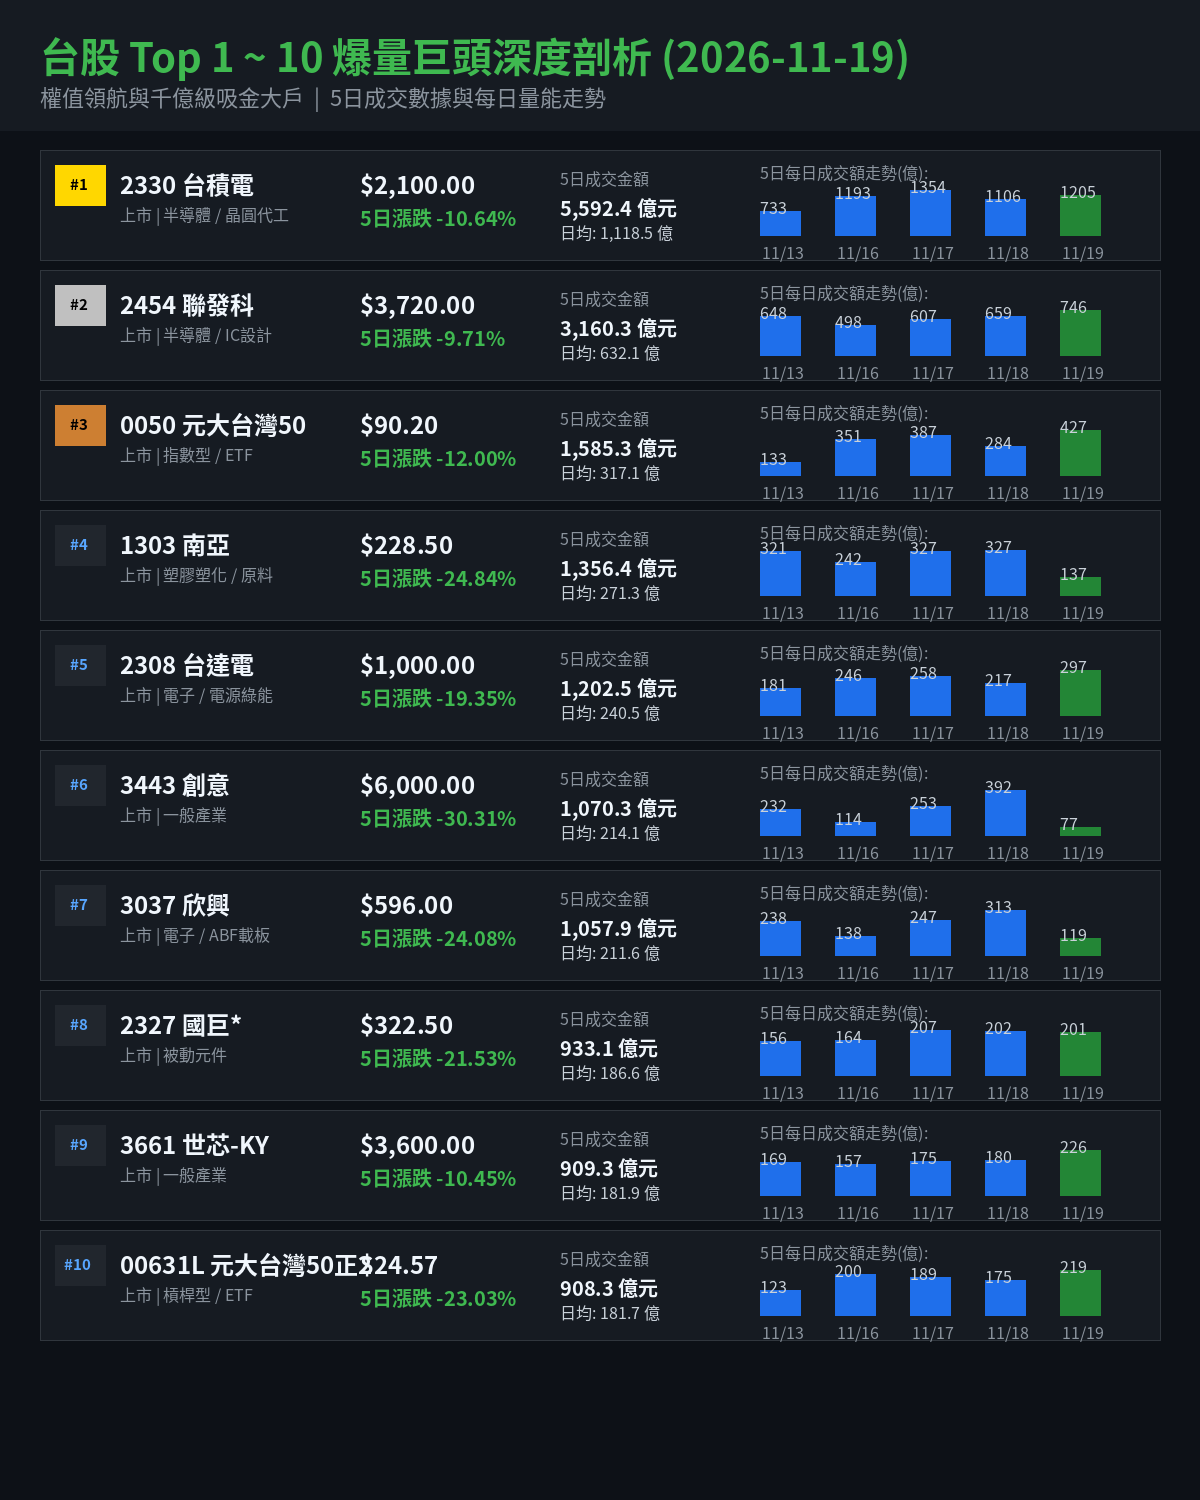 台股 Top 1 ~ 10 爆量巨頭深度剖析 (2026-11-19)
權值領航與千億級吸金大戶 | 5日成交數據與每日量能走勢
#1
2330 台積電
上市 | 半導體 / 晶圓代工
$2,100.00
5日漲跌 -10.64%
5日成交金額
5,592.4 億元
日均: 1,118.5 億
5日每日成交額走勢(億):
733 1193 1354 1106 1205
11/13 11/16 11/17 11/18 11/19
#2
2454 聯發科
上市 | 半導體 / IC設計
$3,720.00
5日漲跌 -9.71%
5日成交金額
3,160.3 億元
日均: 632.1 億
5日每日成交額走勢(億):
648 498 607 659 746
11/13 11/16 11/17 11/18 11/19
#3
0050 元大台灣50
上市 | 指數型 / ETF
$90.20
5日漲跌 -12.00%
5日成交金額
1,585.3 億元
日均: 317.1 億
5日每日成交額走勢(億):
133 351 387 284 427
11/13 11/16 11/17 11/18 11/19
#4
1303 南亞
上市 | 塑膠塑化 / 原料
$228.50
5日漲跌 -24.84%
5日成交金額
1,356.4 億元
日均: 271.3 億
5日每日成交額走勢(億):
321 242 327 327 137
11/13 11/16 11/17 11/18 11/19
#5
2308 台達電
上市 | 電子 / 電源綠能
$1,000.00
5日漲跌 -19.35%
5日成交金額
1,202.5 億元
日均: 240.5 億
5日每日成交額走勢(億):
181 246 258 217 297
11/13 11/16 11/17 11/18 11/19
#6
3443 創意
上市 | 一般產業
$6,000.00
5日漲跌 -30.31%
5日成交金額
1,070.3 億元
日均: 214.1 億
5日每日成交額走勢(億):
232 114 253 392 77
11/13 11/16 11/17 11/18 11/19
#7
3037 欣興
上市 | 電子 / ABF載板
$596.00
5日漲跌 -24.08%
5日成交金額
1,057.9 億元
日均: 211.6 億
5日每日成交額走勢(億):
238 138 247 313 119
11/13 11/16 11/17 11/18 11/19
#8
2327 國巨*
上市 | 被動元件
$322.50
5日漲跌 -21.53%
5日成交金額
933.1 億元
日均: 186.6 億
5日每日成交額走勢(億):
156 164 207 202 201
11/13 11/16 11/17 11/18 11/19
#9
3661 世芯-KY
上市 | 一般產業
$3,600.00
5日漲跌 -10.45%
5日成交金額
909.3 億元
日均: 181.9 億
5日每日成交額走勢(億):
169 157 175 180 226
11/13 11/16 11/17 11/18 11/19
#10
00631L 元大台灣50正2
上市 | 槓桿型 / ETF
$24.57
5日漲跌 -23.03%
5日成交金額
908.3 億元
日均: 181.7 億
5日每日成交額走勢(億):
123 200 189 175 219
11/13 11/16 11/17 11/18 11/19